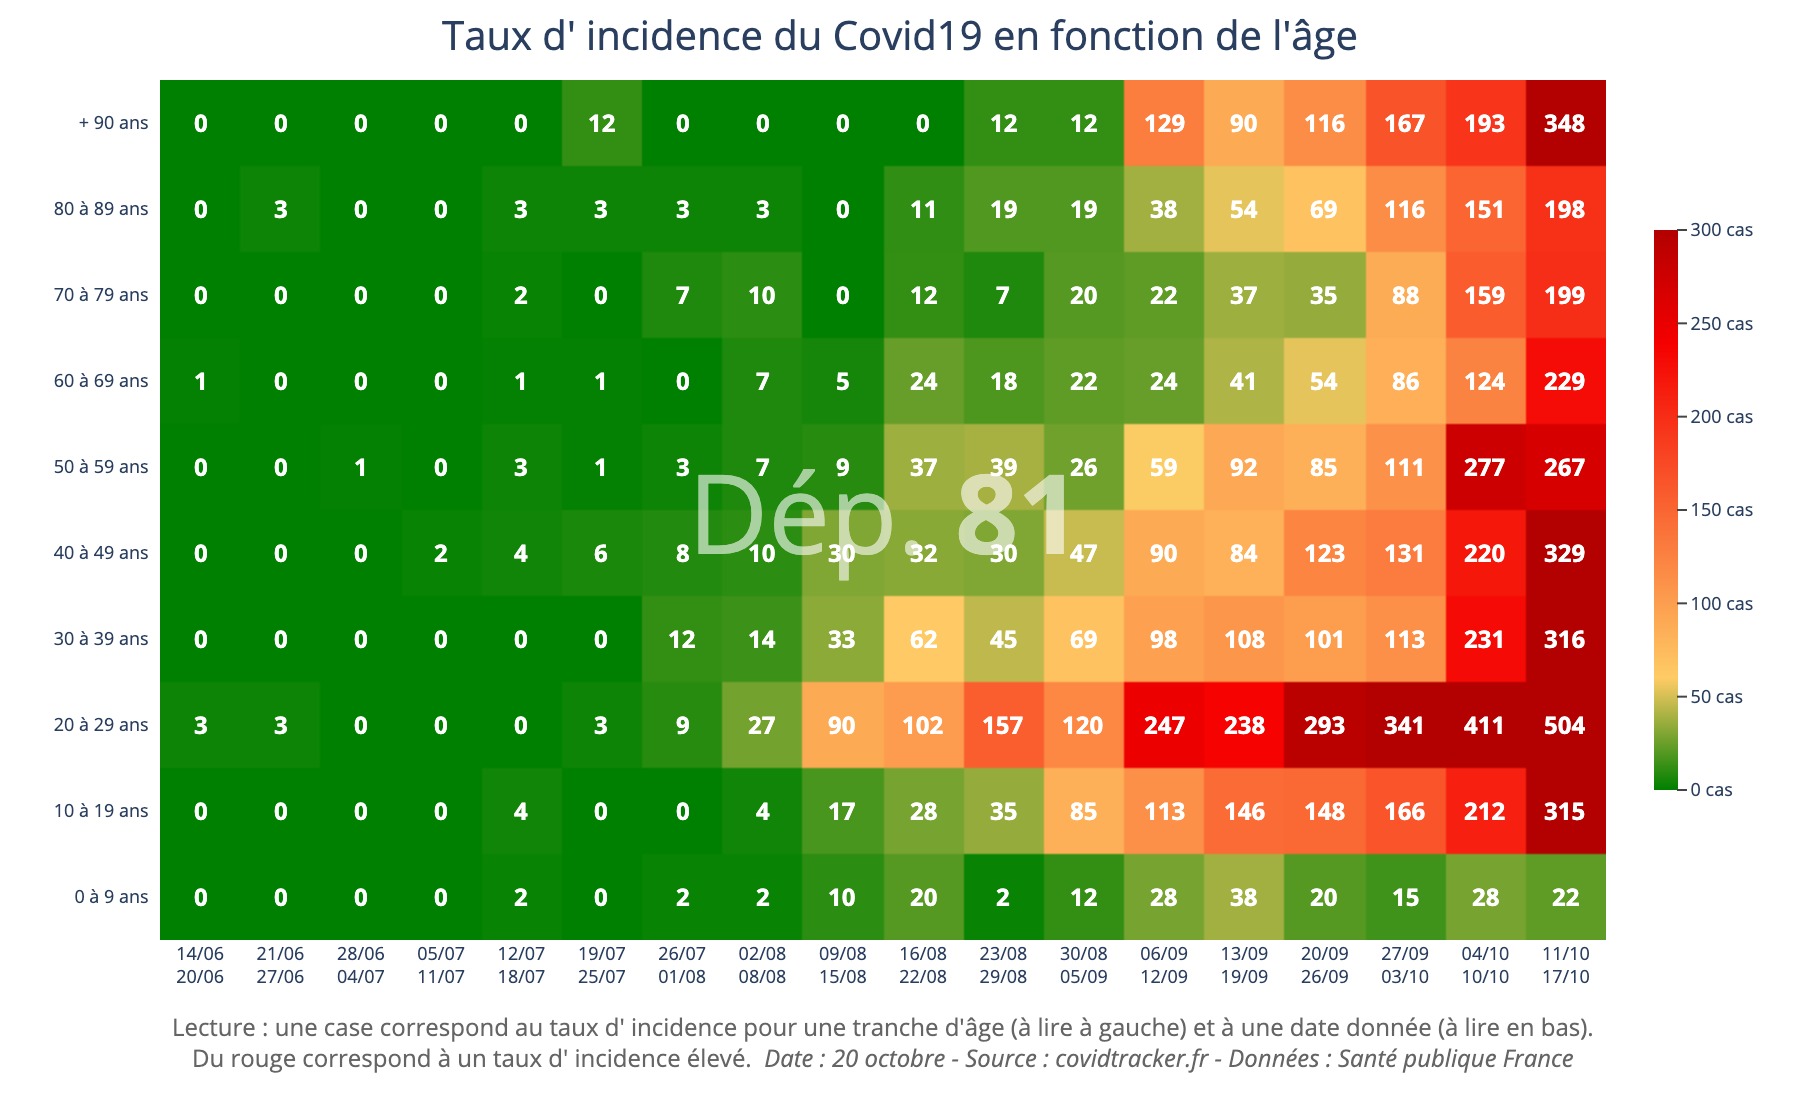 Taux d' incidence du Covid19 en fonction de l'âge
+ 90 ans 0 0 0 0 0 12 0 0 0 0 12 12 129 90 116 167 193 348
80 à 89 ans 0 3 0 0 3 3 3 3 0 11 19 19 38 54 69 116 151 198
300 cas
70 à 79 ans 0 0 0 0 2 0 7 10 0 12 7 20 22 37 35 88 159 199
250 cas
60 à 69 ans 1 0 0 0 1 1 0 7 5 24 18 22 24 41 54 86 124 229
200 cas
50 à 59 ans 0 0 1 0 3 1 3 7 9 37 39 26 59 92 85 111 277 267
Dép. 81
150 cas
40 à 49 ans 0 0 0 2 4 6 8 10 30 32 30 47 90 84 123 131 220 329
100 cas
30 à 39 ans 0 0 0 0 0 0 12 14 33 62 45 69 98 108 101 113 231 316
50 cas
20 à 29 ans 3 3 0 0 0 3 9 27 90 102 157 120 247 238 293 341 411 504
0 cas
10 à 19 ans 0 0 0 0 4 0 0 4 17 28 35 85 113 146 148 166 212 315
0 à 9 ans 0 0 0 0 2 0 2 2 10 20 2 12 28 38 20 15 28 22
14/06 21/06 28/06 05/07 12/07 19/07 26/07 02/08 09/08 16/08 23/08 30/08 06/09 13/09 20/09 27/09 04/10 11/10
20/06 27/06 04/07 11/07 18/07 25/07 01/08 08/08 15/08 22/08 29/08 05/09 12/09 19/09 26/09 03/10 10/10 17/10
Lecture : une case correspond au taux d' incidence pour une tranche d'âge (à lire à gauche) et à une date donnée (à lire en bas).
Du rouge correspond à un taux d' incidence élevé. Date : 20 octobre - Source : covidtracker.fr - Données : Santé publique France